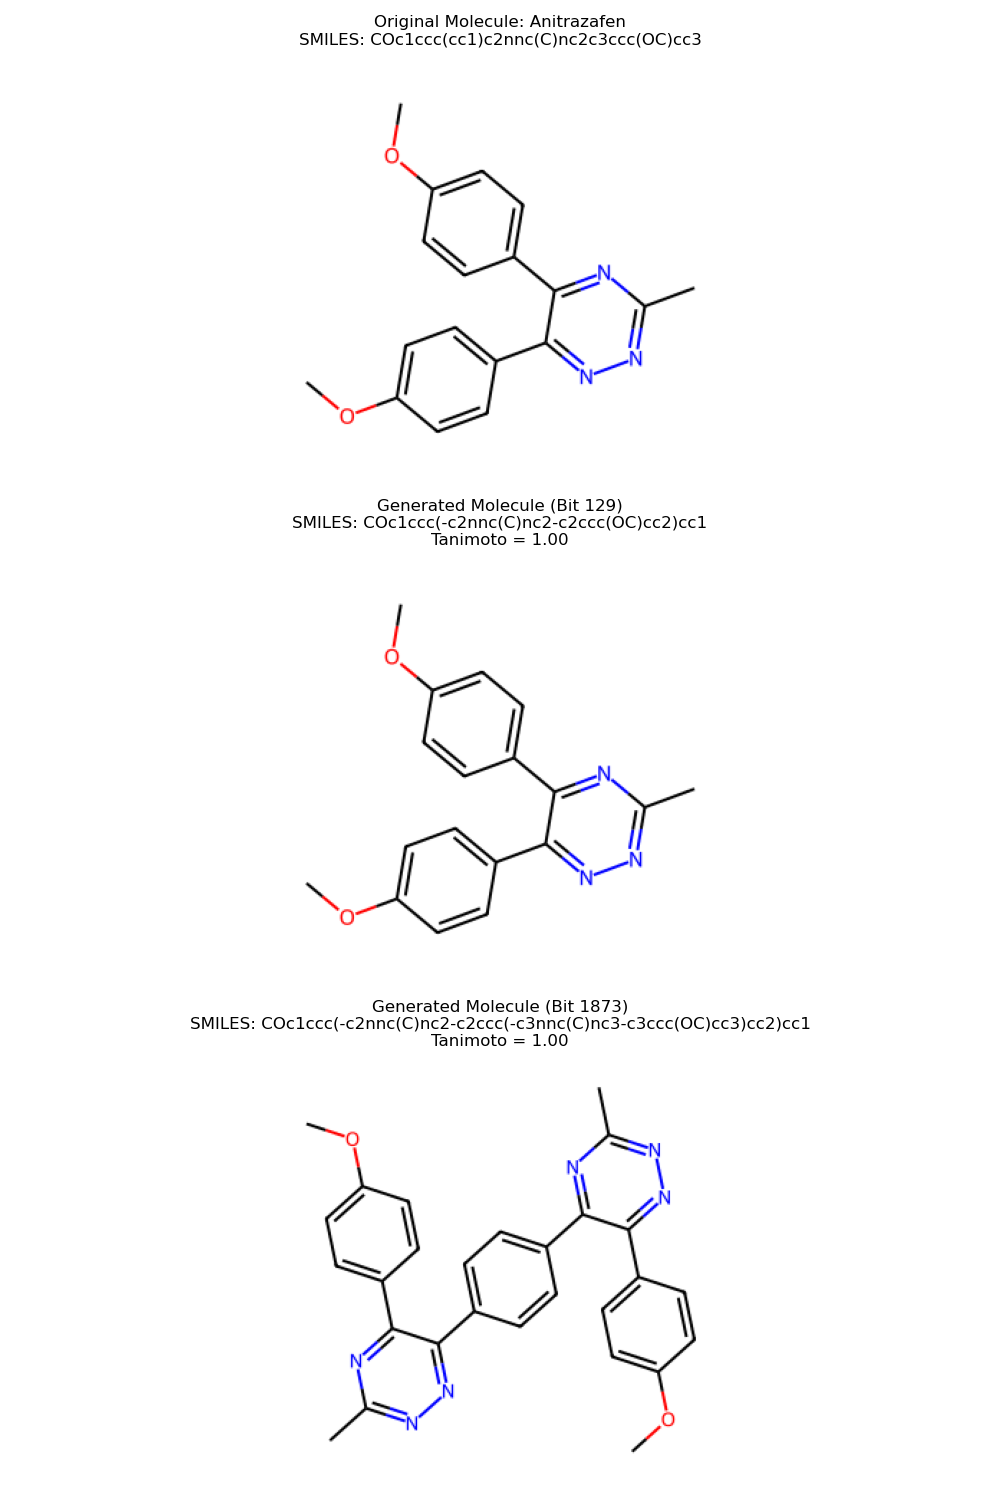 Original Molecule: Anitrazafen
SMILES: COc1ccc(cc1)c2nnc(C)nc2c3ccc(OC)cc3
O
N
N
N
O
Generated Molecule (Bit 129)
SMILES: COc1ccc(-c2nnc(C)nc2-c2ccc(OC)cc2)cc1
Tanimoto = 1.00
O
N
N
N
O
Generated Molecule (Bit 1873)
SMILES: COc1ccc(-c2nnc(C)nc2-c2ccc(-c3nnc(C)nc3-c3ccc(OC)cc3)cc2)cc1
Tanimoto = 1.00
O
N
N
N
N
N
N
O